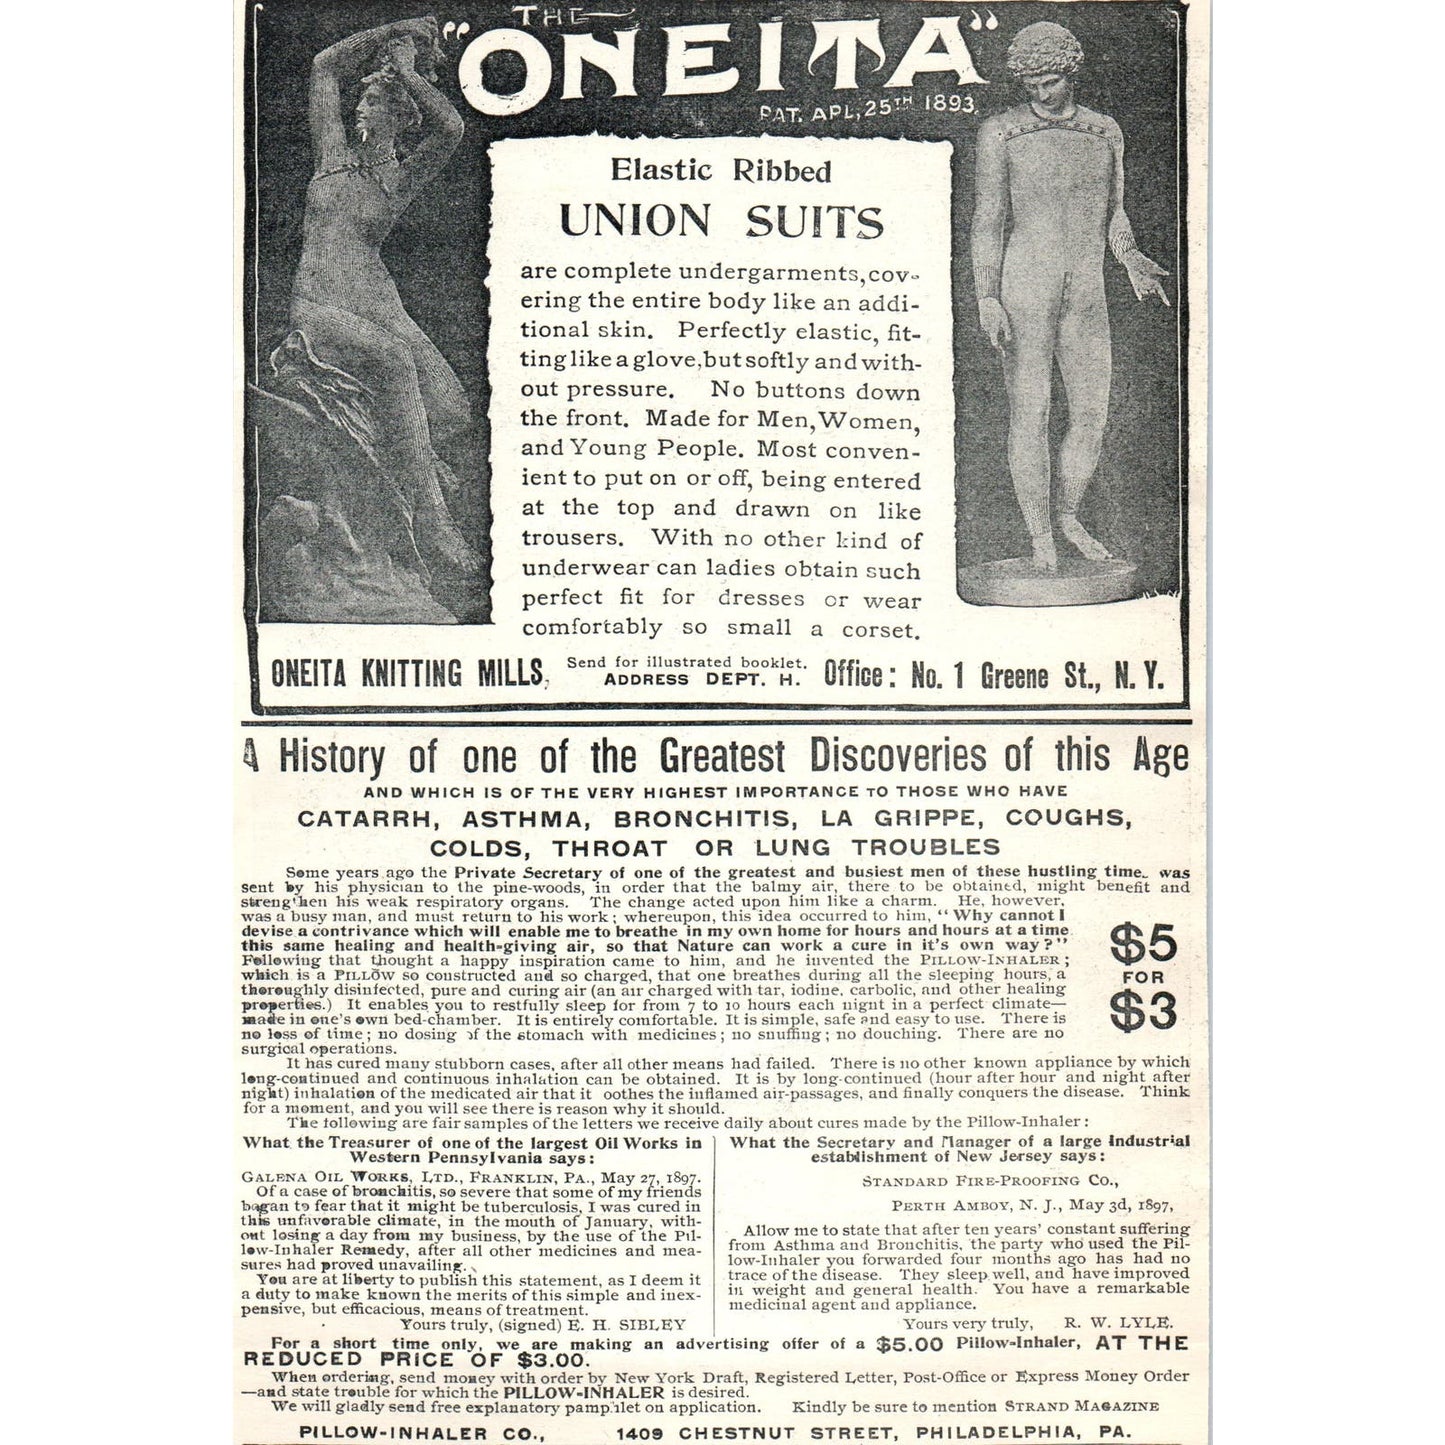 THE
"ONEITA"
PAT. APL, 25TH 1893.
Elastic Ribbed
UNION SUITS
are complete undergarments, cov-
ering the entire body like an addi-
tional skin. Perfectly elastic, fit-
ting like a glove, but softly and with-
out pressure. No buttons down
the front. Made for Men, Women,
and Young People. Most conven-
ient to put on or off, being entered
at the top and drawn on like
trousers. With no other kind of
underwear can ladies obtain such
perfect fit for dresses or wear
comfortably so small a corset.
ONEITA KNITTING MILLS, Send for illustrated booklet. ADDRESS DEPT. H. Office: No. 1 Greene St., N. Y.
A History of one of the Greatest Discoveries of this Age
AND WHICH IS OF THE VERY HIGHEST IMPORTANCE TO THOSE WHO HAVE
CATARRH, ASTHMA, BRONCHITIS, LA GRIPPE, COUGHS,
COLDS, THROAT OR LUNG TROUBLES
Some years ago the Private Secretary of one of the greatest and busiest men of these hustling time. was
sent by his physician to the pine-woods, in order that the balmy air, there to be obtained, might benefit and
strengthen his weak respiratory organs. The change acted upon him like a charm. He, however,
was a busy man, and must return to his work; whereupon, this idea occurred to him, "Why cannot I
devise a contrivance which will enable me to breathe in my own home for hours and hours at a time
this same healing and health-giving air, so that Nature can work a cure in it's own way?"
Following that thought a happy inspiration came to him, and he invented the PILLOW-INHALER;
which is a PILLOW so constructed and so charged, that one breathes during all the sleeping hours, a
thoroughly disinfected, pure and curing air (an air charged with tar, iodine, carbolic, and other healing
properties.) It enables you to restfully sleep for from 7 to 10 hours each night in a perfect climate—
made in one's own bed-chamber. It is entirely comfortable. It is simple, safe and easy to use. There is
no loss of time; no dosing of the stomach with medicines; no snuffing; no douching. There are no
surgical operations.
$5
FOR
$3
It has cured many stubborn cases, after all other means had failed. There is no other known appliance by which
long-continued and continuous inhalation can be obtained. It is by long-continued (hour after hour and night after
night) inhalation of the medicated air that it oothes the inflamed air-passages, and finally conquers the disease. Think
for a moment, and you will see there is reason why it should.
The following are fair samples of the letters we receive daily about cures made by the Pillow-Inhaler:
What the Treasurer of one of the largest Oil Works in
Western Pennsylvania says:
GALENA OIL WORKS, LTD., FRANKLIN, PA., May 27, 1897.
Of a case of bronchitis, so severe that some of my friends
began to fear that it might be tuberculosis, I was cured in
this unfavorable climate, in the mouth of January, with-
out losing a day from my business, by the use of the Pil-
low-Inhaler Remedy, after all other medicines and mea-
sures had proved unavailing.
You are at liberty to publish this statement, as I deem it
a duty to make known the merits of this simple and inex-
pensive, but efficacious, means of treatment.
Yours truly, (signed) E. H. SIBLEY
What the Secretary and Manager of a large Industrial
establishment of New Jersey says:
STANDARD FIRE-PROOFING CO.,
PERTH AMBOY, N. J., May 3d, 1897,
Allow me to state that after ten years' constant suffering
from Asthma and Bronchitis, the party who used the Pil-
low-Inhaler you forwarded four months ago has had no
trace of the disease. They sleep well, and have improved
in weight and general health. You have a remarkable
medicinal agent and appliance.
Yours very truly, R. W. LYLE.
For a short time only, we are making an advertising offer of a $5.00 Pillow-Inhaler, AT THE
REDUCED PRICE OF $3.00.
When ordering, send money with order by New York Draft, Registered Letter, Post-Office or Express Money Order
—and state trouble for which the PILLOW-INHALER is desired.
We will gladly send free explanatory pamphlet on application. Kindly be sure to mention STRAND MAGAZINE
PILLOW-INHALER CO., 1409 CHESTNUT STREET, PHILADELPHIA, PA.